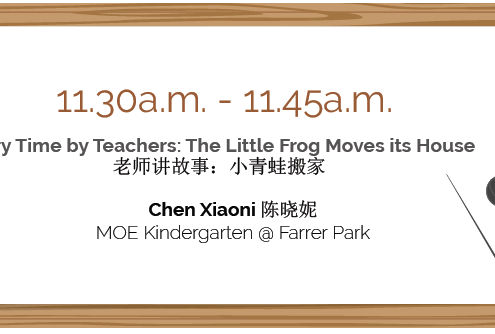 11.30a.m. - 11.45a.m.
Time by Teachers: The Little Frog Moves its House
老师讲故事：小青蛙搬家
Chen Xiaoni 陈晓妮
MOE Kindergarten @ Farrer Park